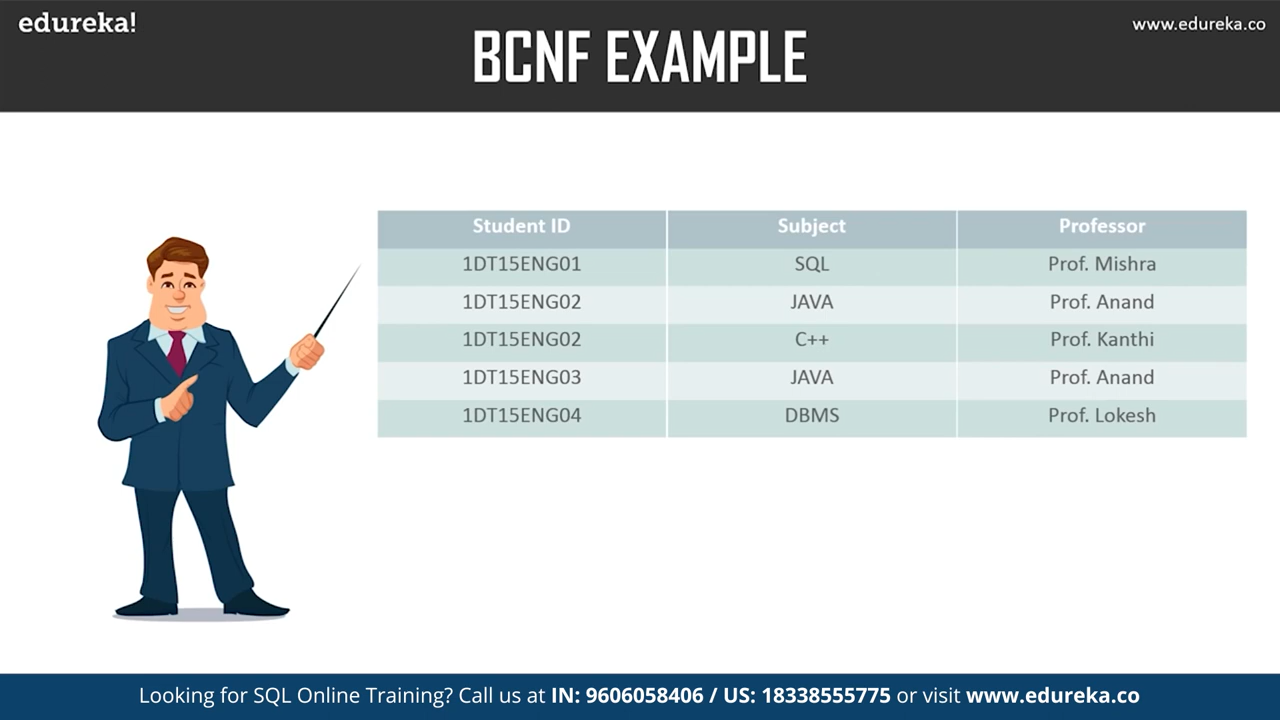 edureka!
www.edureka.co
BCNF EXAMPLE
Student ID Subject Professor
1DT15ENG01 SQL Prof. Mishra
1DT15ENG02 JAVA Prof. Anand
1DT15ENG02 C++ Prof. Kanthi
1DT15ENG03 JAVA Prof. Anand
1DT15ENG04 DBMS Prof. Lokesh
Looking for SQL Online Training? Call us at IN: 9606058406 / US: 18338555775 or visit www.edureka.co